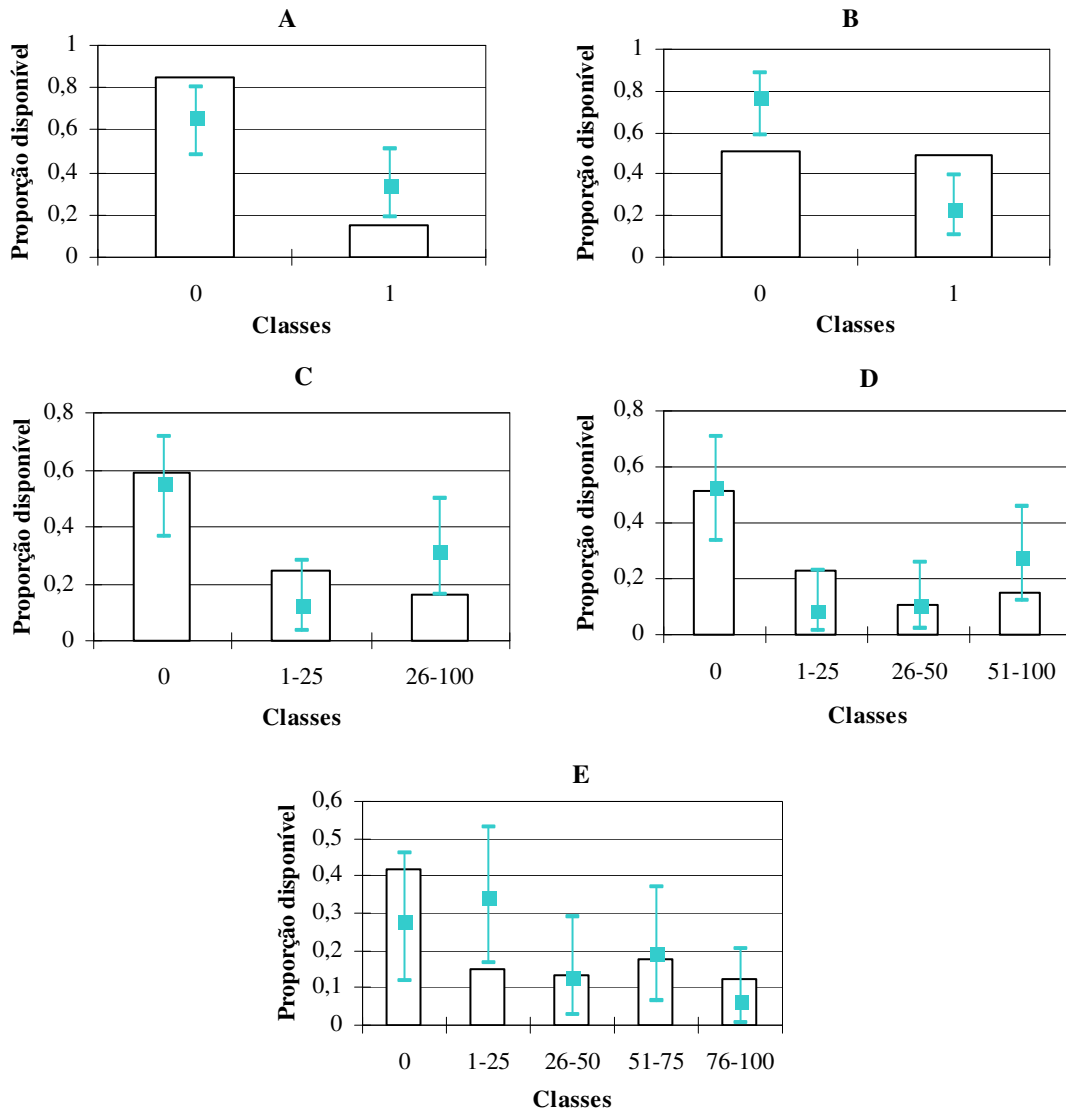 A
Proporção disponível
1
0,8
0,6
0,4
0,2
0
0 1
Classes
B
Proporção disponível
1
0,8
0,6
0,4
0,2
0
0 1
Classes
C
Proporção disponível
0,8
0,6
0,4
0,2
0
0 1-25 26-100
Classes
D
Proporção disponível
0,8
0,6
0,4
0,2
0
0 1-25 26-50 51-100
Classes
E
Proporção disponível
0,6
0,5
0,4
0,3
0,2
0,1
0
0 1-25 26-50 51-75 76-100
Classes